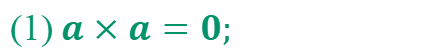 (1) a × a = 0;